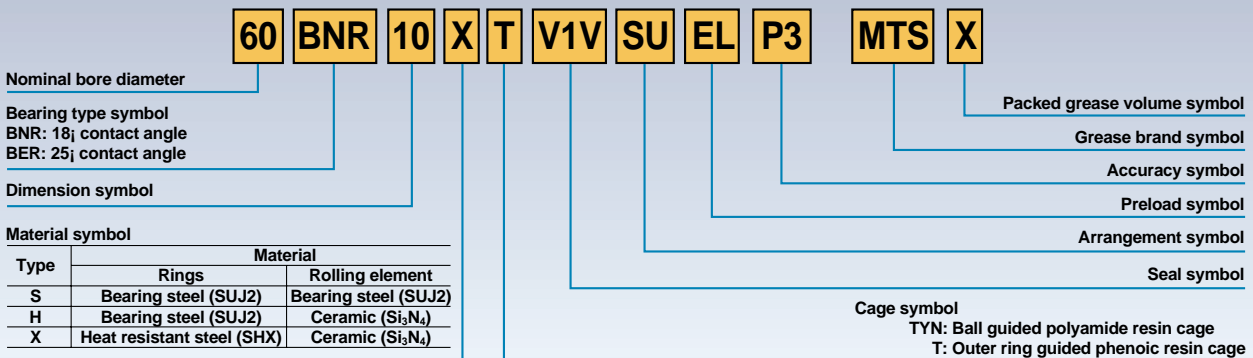 60 BNR 10 X T V1V SU EL P3 MTS X
Nominal bore diameter
Bearing type symbol
BNR: 18¡ contact angle
BER: 25¡ contact angle
Dimension symbol
Material symbol
Type Material
Rings Rolling element
S Bearing steel (SUJ2) Bearing steel (SUJ2)
H Bearing steel (SUJ2) Ceramic (Si₃N₄)
X Heat resistant steel (SHX) Ceramic (Si₃N₄)
Packed grease volume symbol
Grease brand symbol
Accuracy symbol
Preload symbol
Arrangement symbol
Seal symbol
Cage symbol
TYN: Ball guided polyamide resin cage
T: Outer ring guided phenoic resin cage